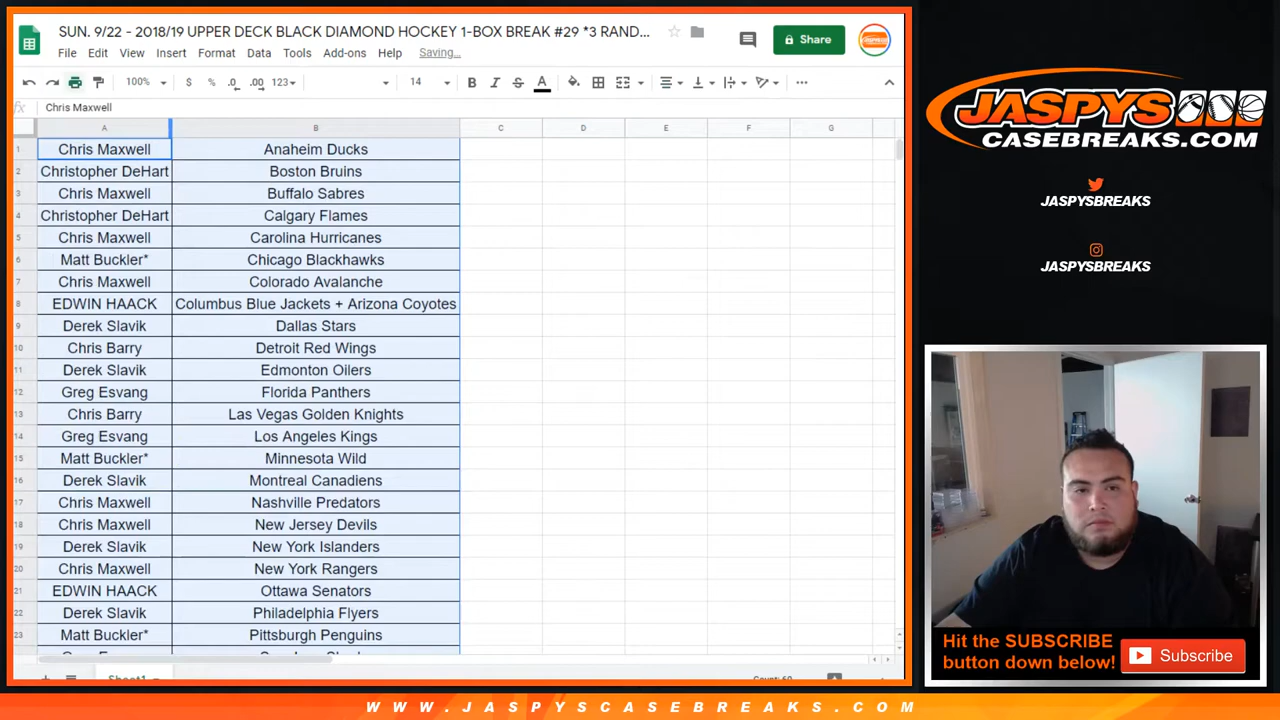 SUN. 9/22 - 2018/19 UPPER DECK BLACK DIAMOND HOCKEY 1-BOX BREAK #29 *3 RAND...
File Edit View Insert Format Data Tools Add-ons Help Saving...
Share
100% $ % .0 .00 123 14 B I S A
fx Chris Maxwell
A B C D E F G
1 Chris Maxwell Anaheim Ducks
2 Christopher DeHart Boston Bruins
3 Chris Maxwell Buffalo Sabres
4 Christopher DeHart Calgary Flames
5 Chris Maxwell Carolina Hurricanes
6 Matt Buckler* Chicago Blackhawks
7 Chris Maxwell Colorado Avalanche
8 EDWIN HAACK Columbus Blue Jackets + Arizona Coyotes
9 Derek Slavik Dallas Stars
10 Chris Barry Detroit Red Wings
11 Derek Slavik Edmonton Oilers
12 Greg Esvang Florida Panthers
13 Chris Barry Las Vegas Golden Knights
14 Greg Esvang Los Angeles Kings
15 Matt Buckler* Minnesota Wild
16 Derek Slavik Montreal Canadiens
17 Chris Maxwell Nashville Predators
18 Chris Maxwell New Jersey Devils
19 Derek Slavik New York Islanders
20 Chris Maxwell New York Rangers
21 EDWIN HAACK Ottawa Senators
22 Derek Slavik Philadelphia Flyers
23 Matt Buckler* Pittsburgh Penguins
Sheet1
JASPYS
CASEBREAKS.COM
JASPYSBREAKS
JASPYSBREAKS
Hit the SUBSCRIBE
button down below!
Subscribe
WWW.JASPYSCASEBREAKS.COM